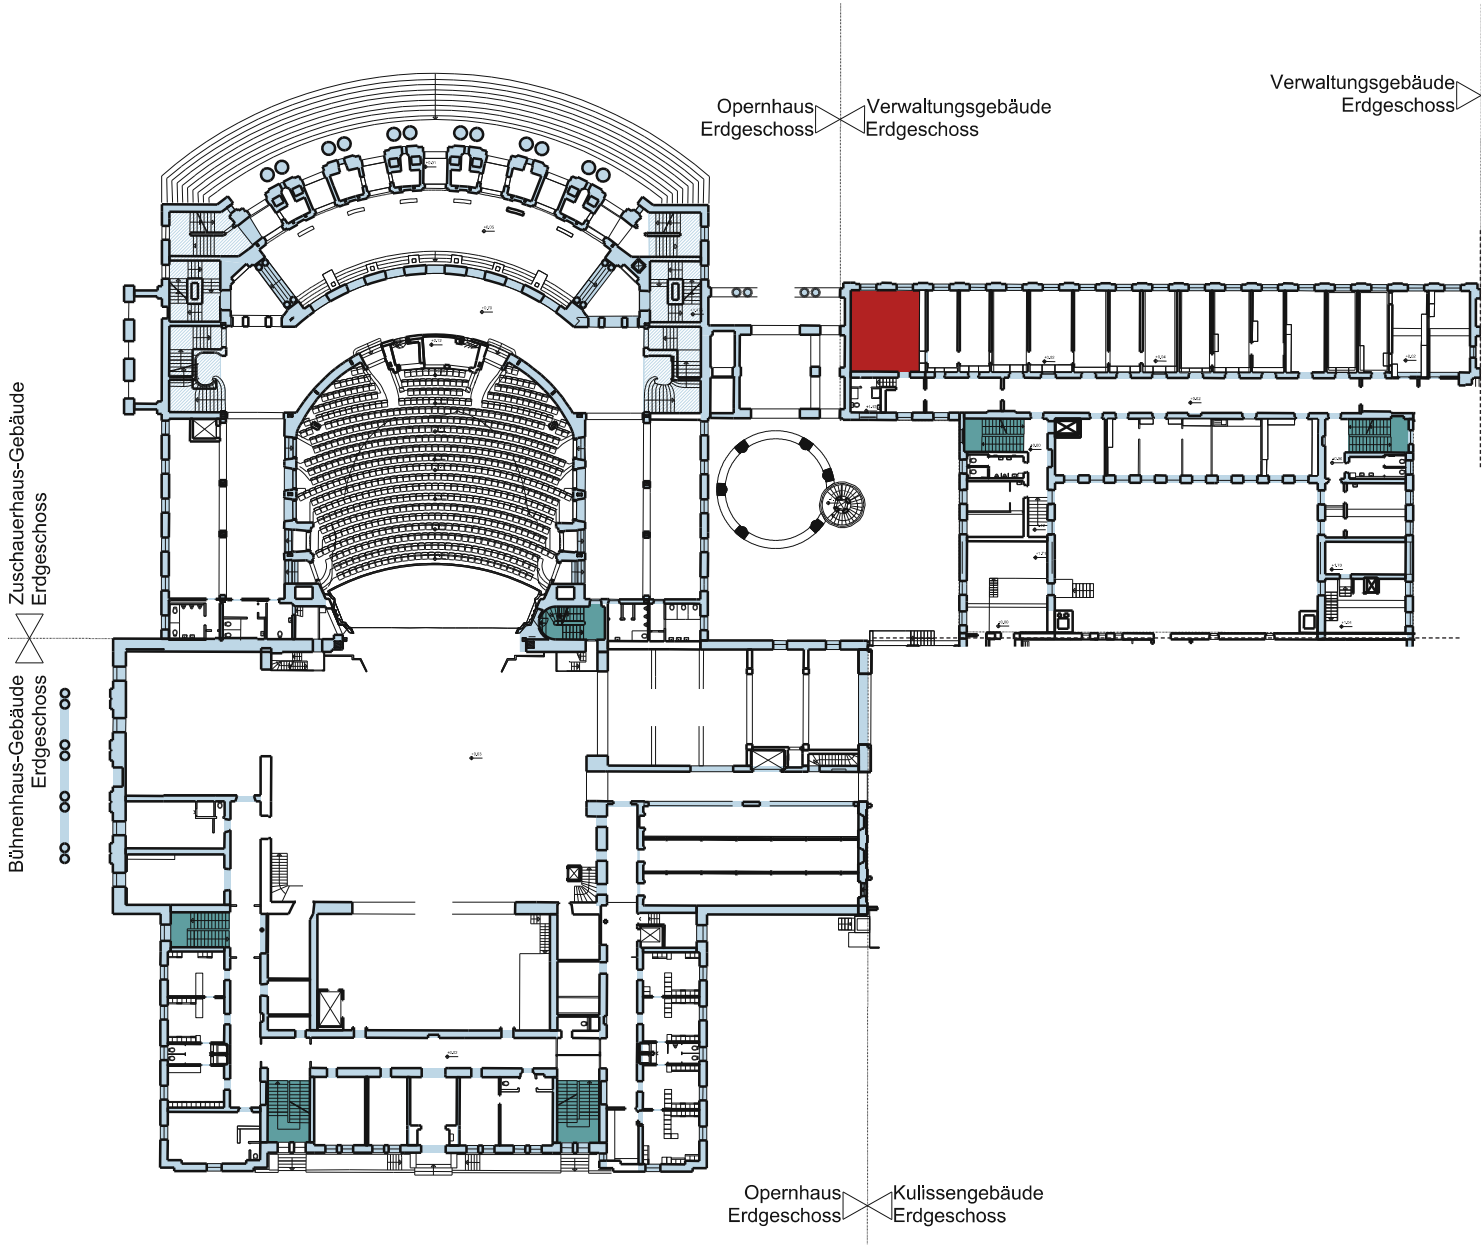 Verwaltungsgebäude
Erdgeschoss
Opernhaus
Erdgeschoss
Verwaltungsgebäude
Erdgeschoss
Zuschauerhaus-Gebäude
Erdgeschoss
Bühnenhaus-Gebäude
Erdgeschoss
Opernhaus
Erdgeschoss
Kulissengebäude
Erdgeschoss